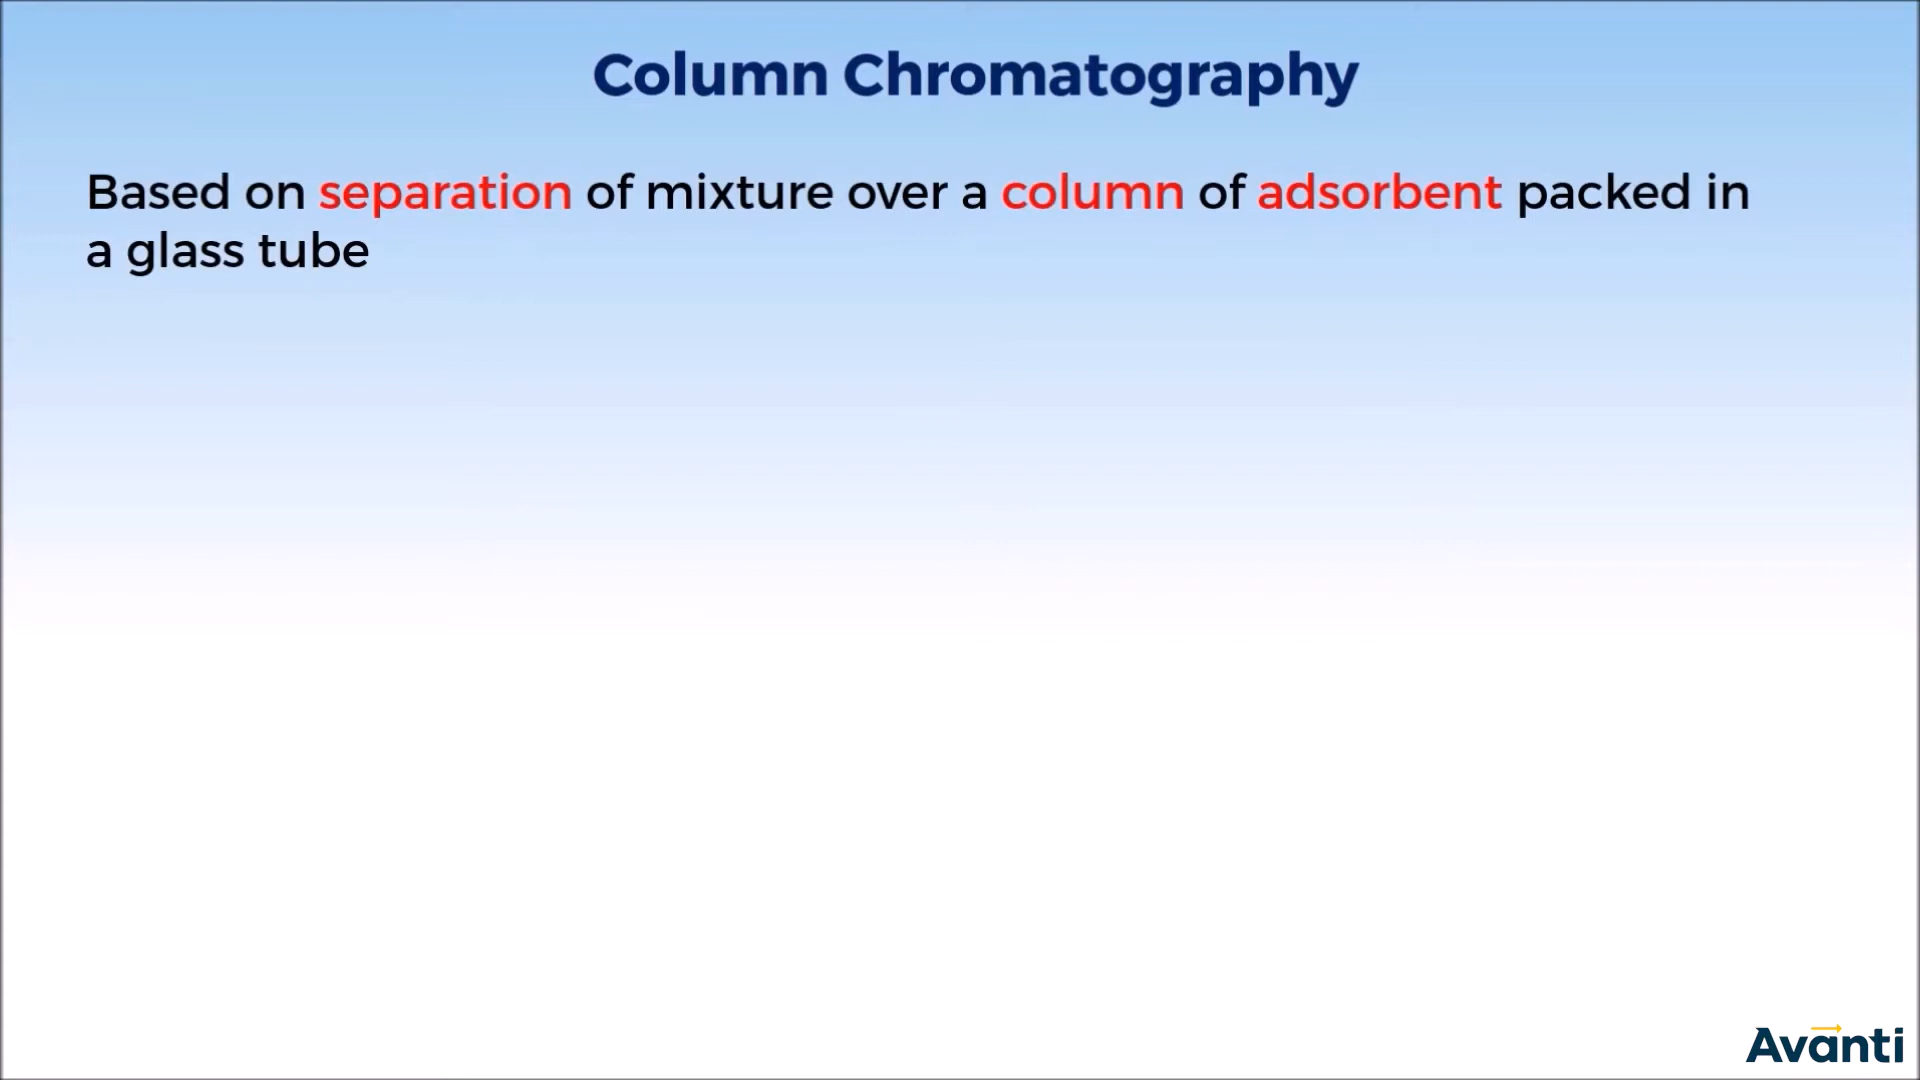 Column Chromatography
Based on separation of mixture over a column of adsorbent packed in
a glass tube
Avanti